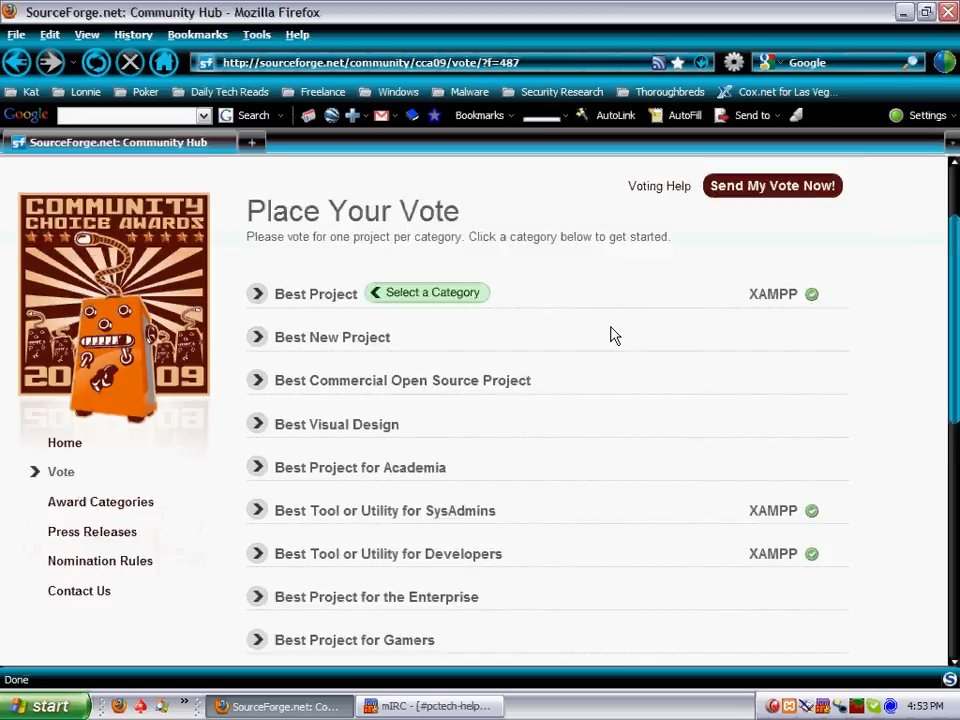 SourceForge.net: Community Hub - Mozilla Firefox
File Edit View History Bookmarks Tools Help
http://sourceforge.net/community/cca09/vote/?f=487
Google
Kat Lonnie Poker Daily Tech Reads Freelance Windows Malware Security Research Thoroughbreds Cox.net for Las Veg...
Google Search Bookmarks AutoLink AutoFill Send to Settings
SourceForge.net: Community Hub
Voting Help Send My Vote Now!
COMMUNITY
CHOICE AWARDS
2009
Place Your Vote
Please vote for one project per category. Click a category below to get started.
Best Project Select a Category XAMPP
Best New Project
Best Commercial Open Source Project
Best Visual Design
Best Project for Academia
Best Tool or Utility for SysAdmins XAMPP
Best Tool or Utility for Developers XAMPP
Best Project for the Enterprise
Best Project for Gamers
Home
Vote
Award Categories
Press Releases
Nomination Rules
Contact Us
Done
start SourceForge.net: Co... mIRC - [#pctech-help... 4:53 PM